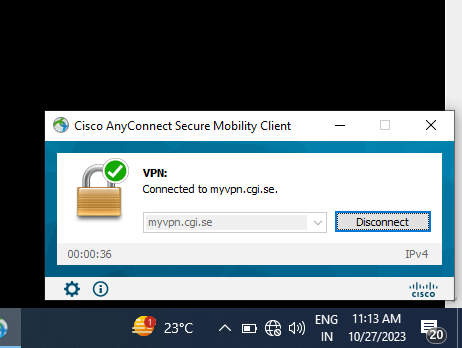 Cisco AnyConnect Secure Mobility Client
VPN:
Connected to myvpn.cgi.se.
myvpn.cgi.se
Disconnect
00:00:36
IPv4
CISCO
1
23°C
ENG
IN
11:13 AM
10/27/2023
20